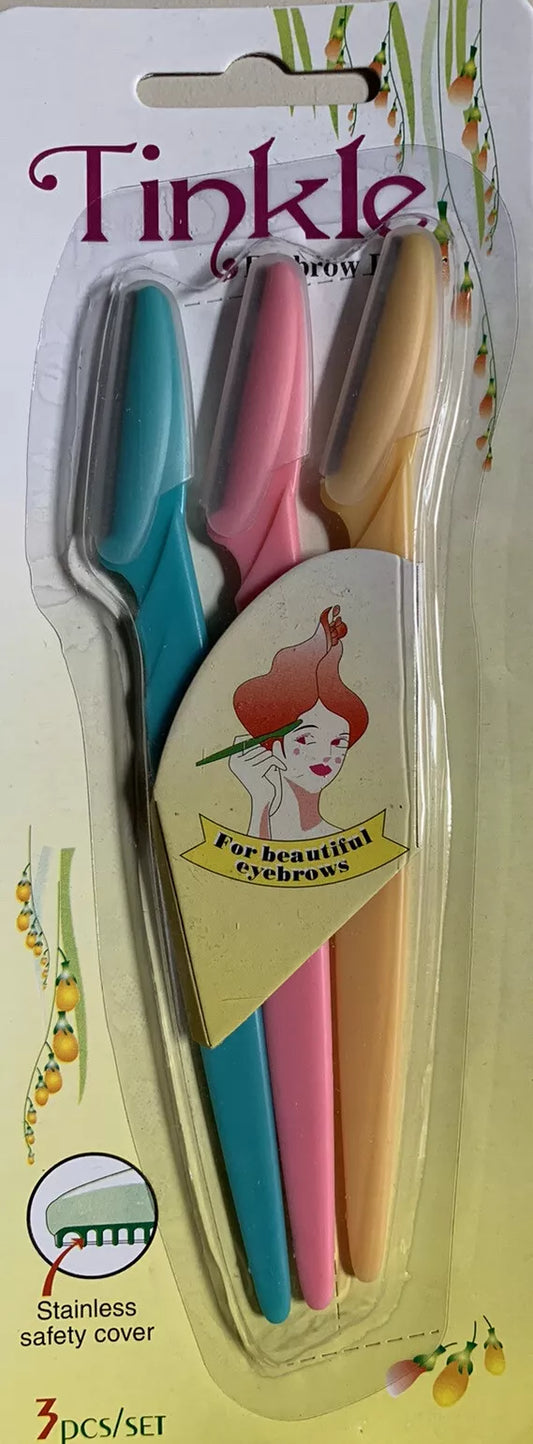 Tinkle
For beautiful
eyebrows
Stainless
safety cover
3pcs/SET